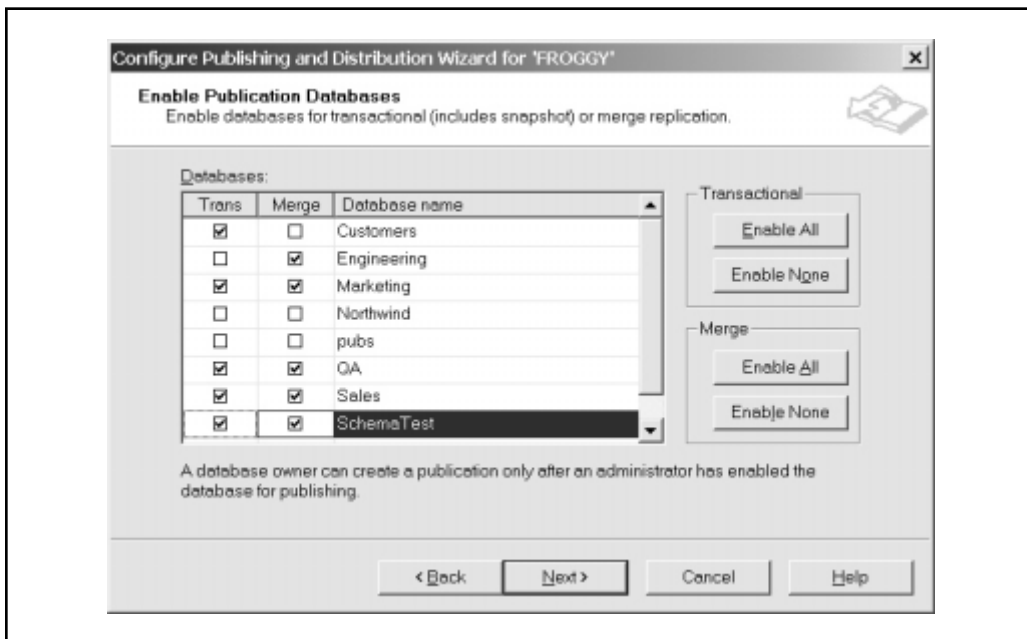 Configure Publishing and Distribution Wizard for 'FROGGY'
Enable Publication Databases
Enable databases for transactional (includes snapshot) or merge replication.
Databases:
Trans Merge Database name
Customers
Engineering
Marketing
Northwind
pubs
QA
Sales
SchemaTest
Transactional
Enable All
Enable None
Merge
Enable All
Enable None
A database owner can create a publication only after an administrator has enabled the
database for publishing.
< Back Next > Cancel Help